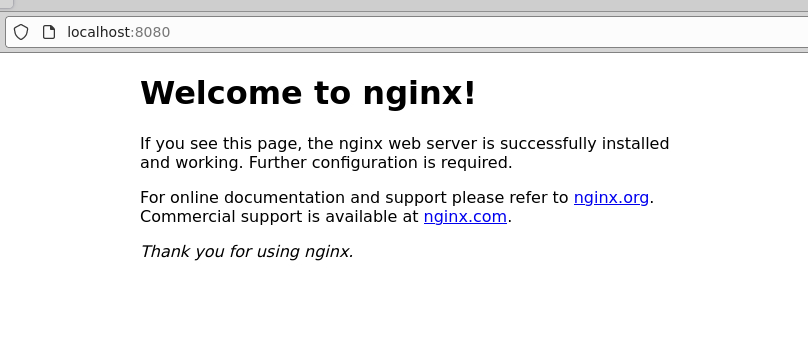 localhost:8080
Welcome to nginx!
If you see this page, the nginx web server is successfully installed
and working. Further configuration is required.
For online documentation and support please refer to nginx.org.
Commercial support is available at nginx.com.
Thank you for using nginx.